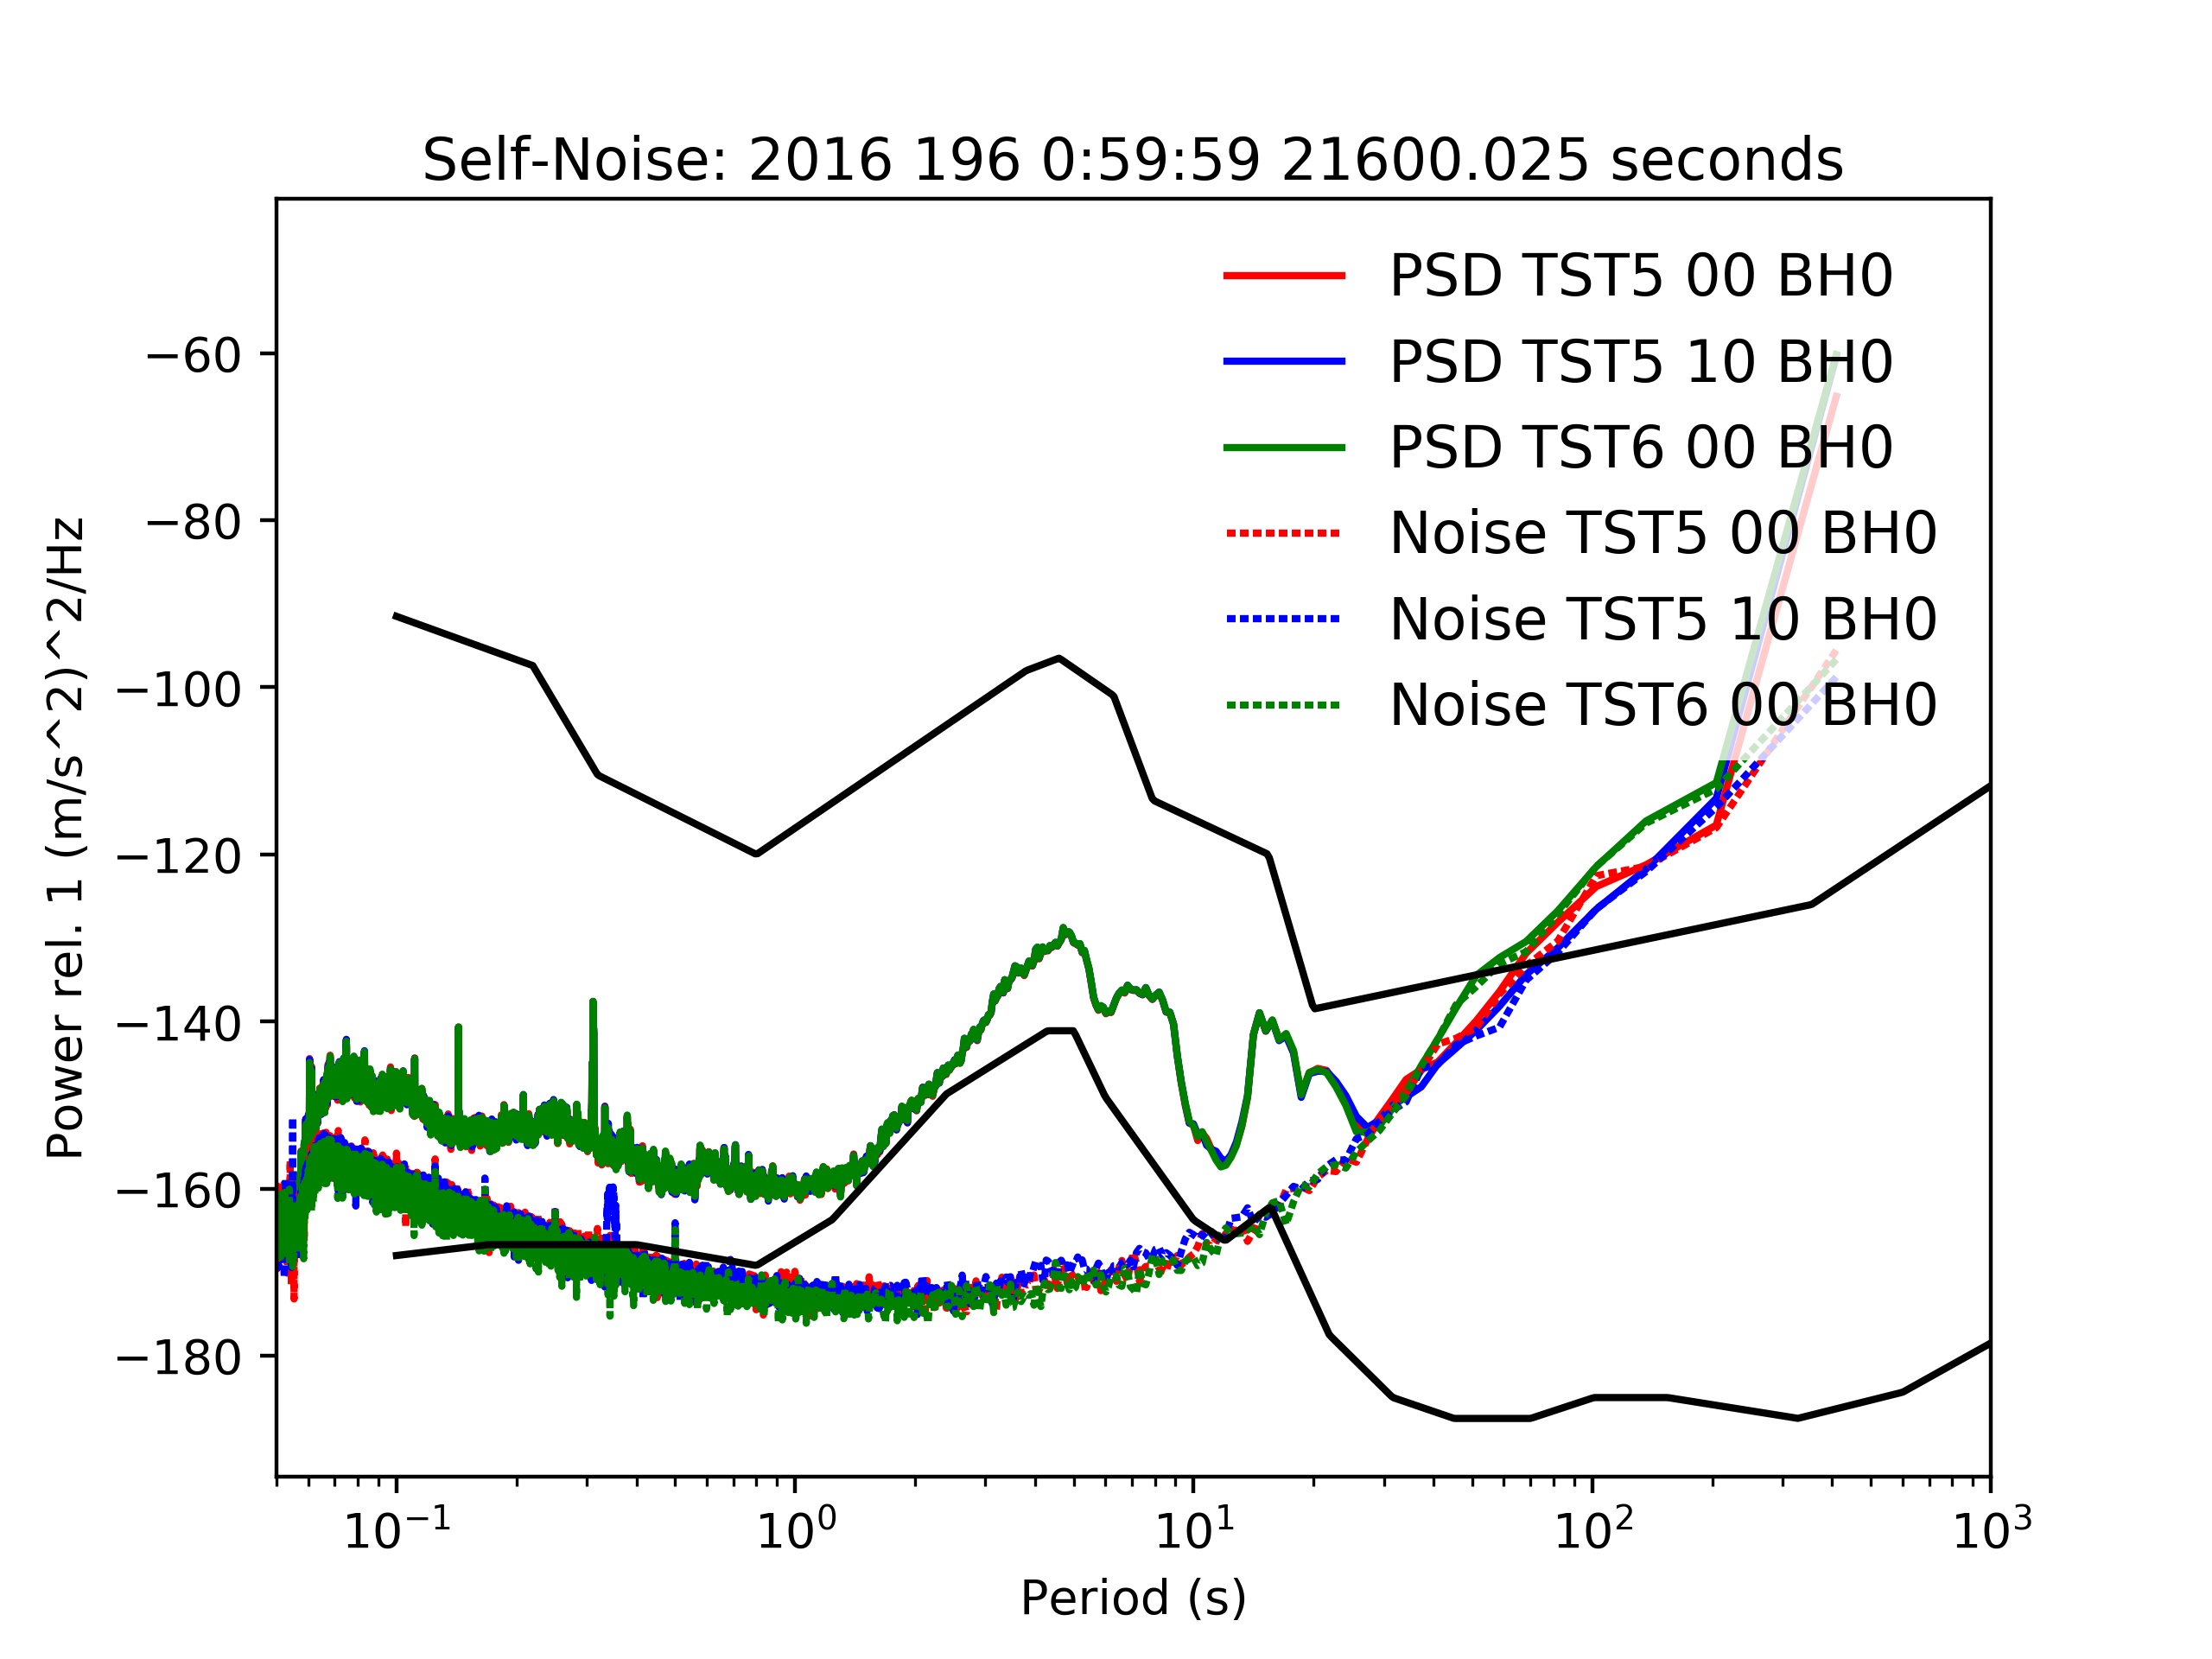 Self-Noise: 2016 196 0:59:59 21600.025 seconds
PSD TST5 00 BH0
PSD TST5 10 BH0
PSD TST6 00 BH0
Noise TST5 00 BH0
Noise TST5 10 BH0
Noise TST6 00 BH0
Power rel. 1 (m/s^2)^2/Hz
−60
−80
−100
−120
−140
−160
−180
10⁻¹
10⁰
10¹
10²
10³
Period (s)